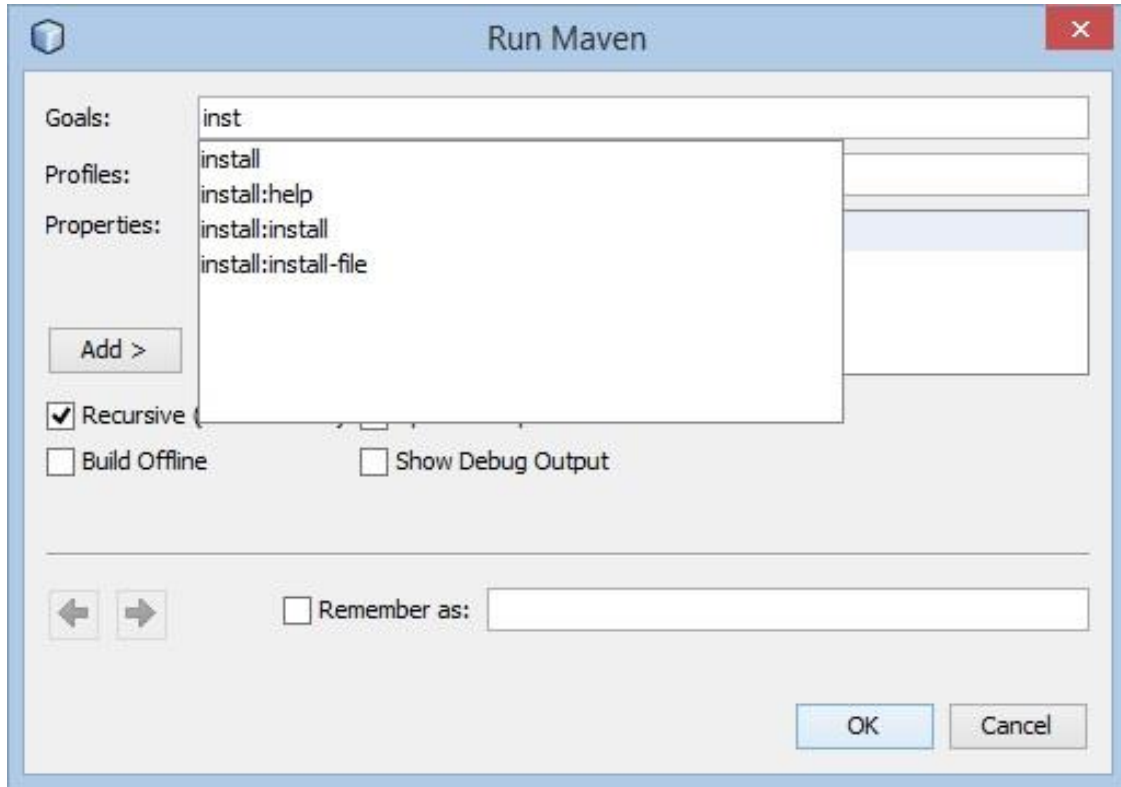 Run Maven
Goals:
inst
install
Profiles:
install:help
Properties:
install:install
install:install-file
Add >
Recursive (
Build Offline
Show Debug Output
Remember as:
OK
Cancel